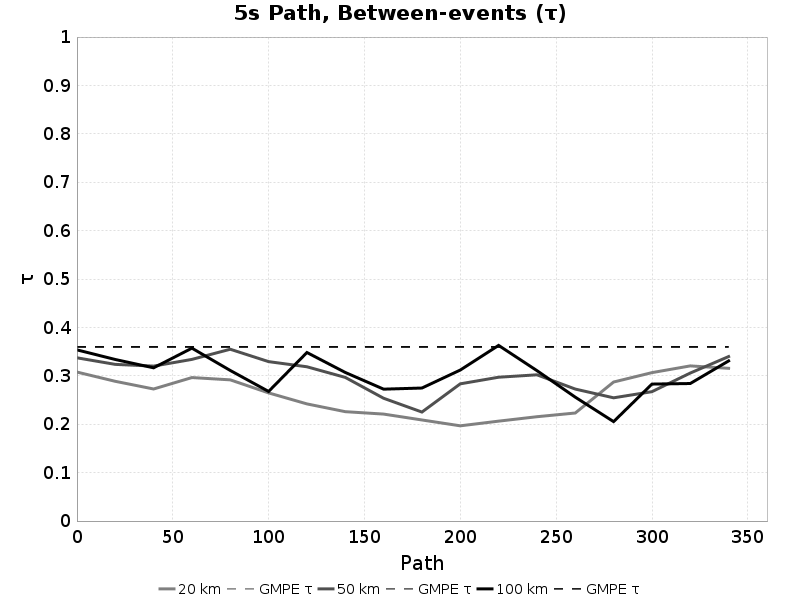 5s Path, Between-events (τ)
1
0.9
0.8
0.7
0.6
0.5
0.4
0.3
0.2
0.1
0
τ
0 50 100 150 200 250 300 350
Path
20 km GMPE τ 50 km GMPE τ 100 km GMPE τ